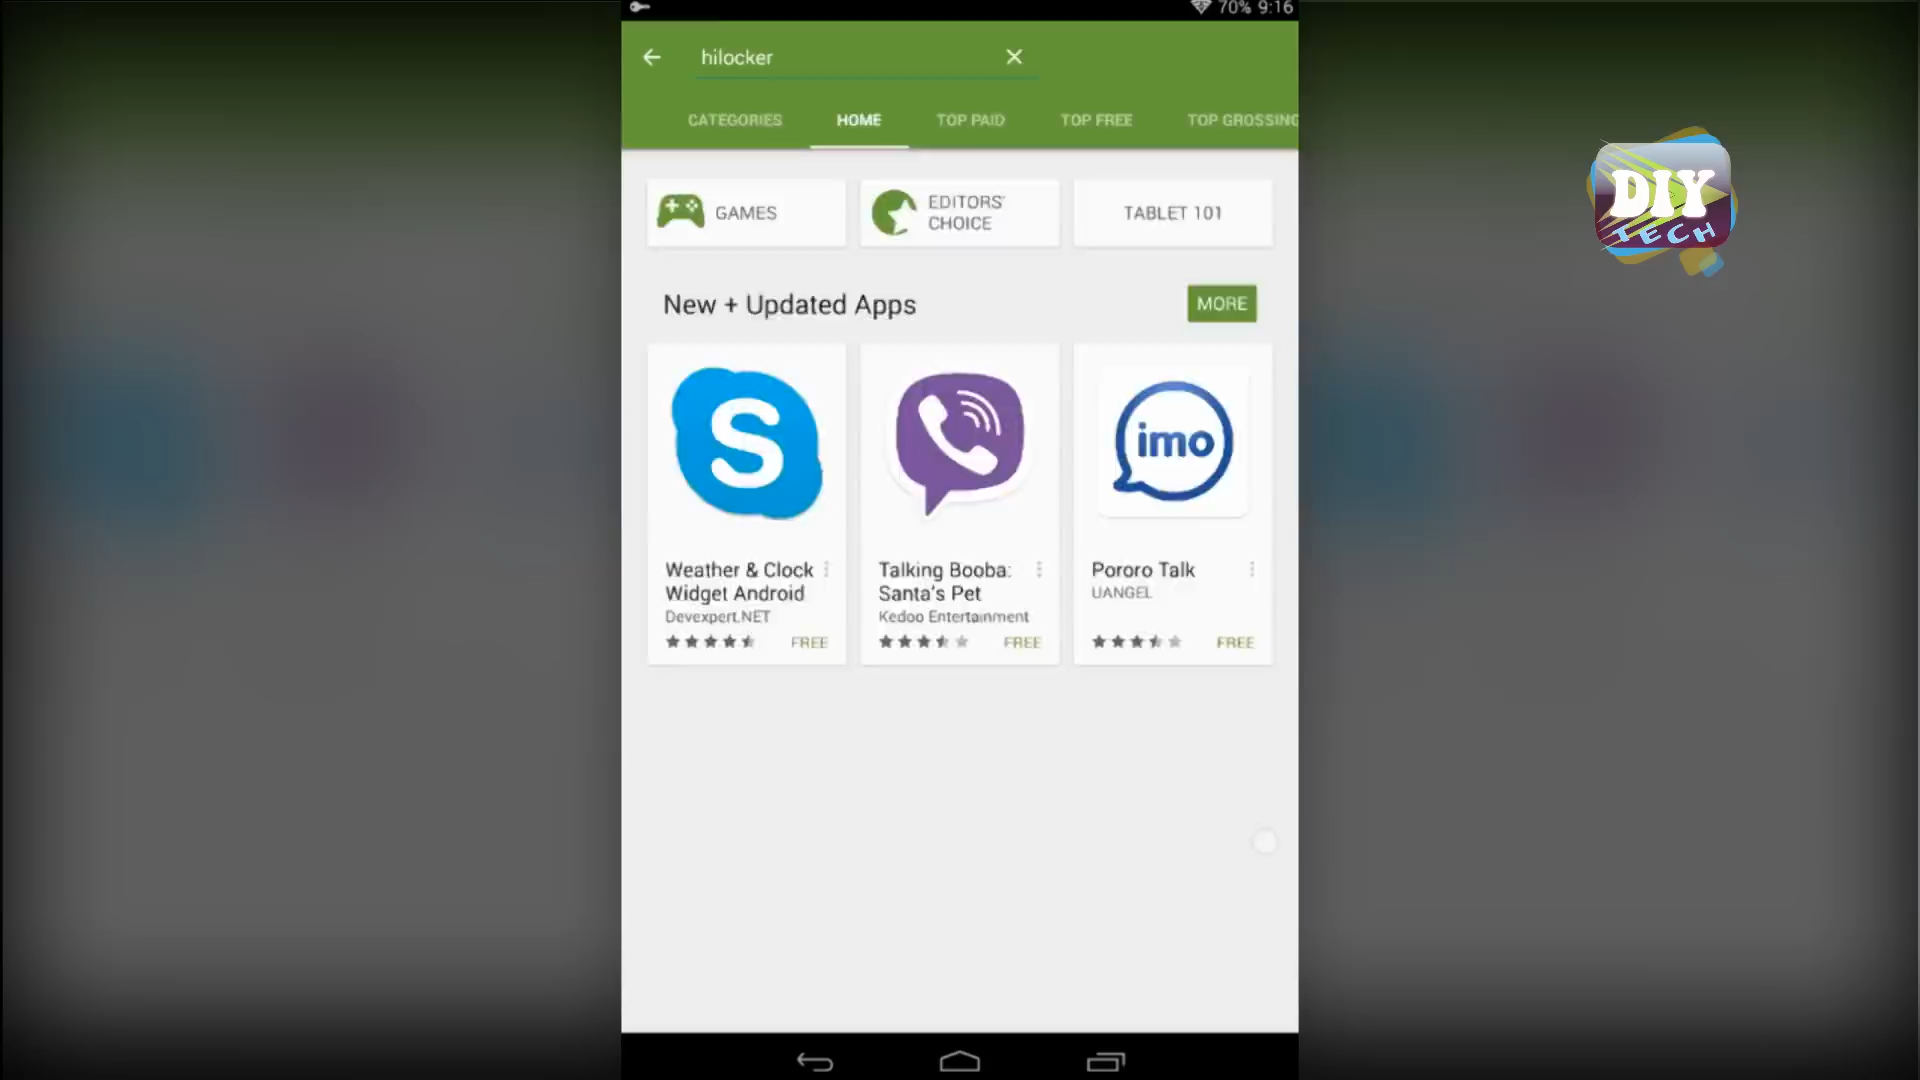 70% 9:16
hilocker
CATEGORIES HOME TOP PAID TOP FREE TOP GROSSING
GAMES
EDITORS'
CHOICE
TABLET 101
New + Updated Apps
MORE
S
imo
Weather & Clock
Widget Android
Devexpert.NET
FREE
Talking Booba:
Santa's Pet
Kedoo Entertainment
FREE
Pororo Talk
UANGEL
FREE
DIY
TECH